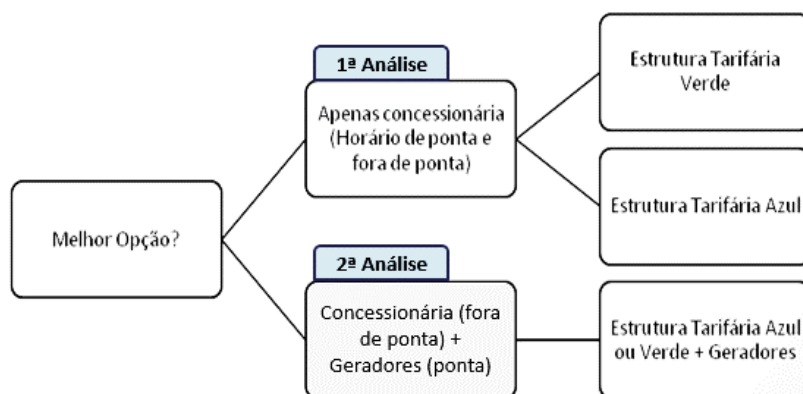 Melhor Opção?
1ª Análise
Apenas concessionária
(Horário de ponta e
fora de ponta)
Estrutura Tarifária
Verde
Estrutura Tarifária Azul
2ª Análise
Concessionária (fora
de ponta) +
Geradores (ponta)
Estrutura Tarifária Azul
ou Verde + Geradores